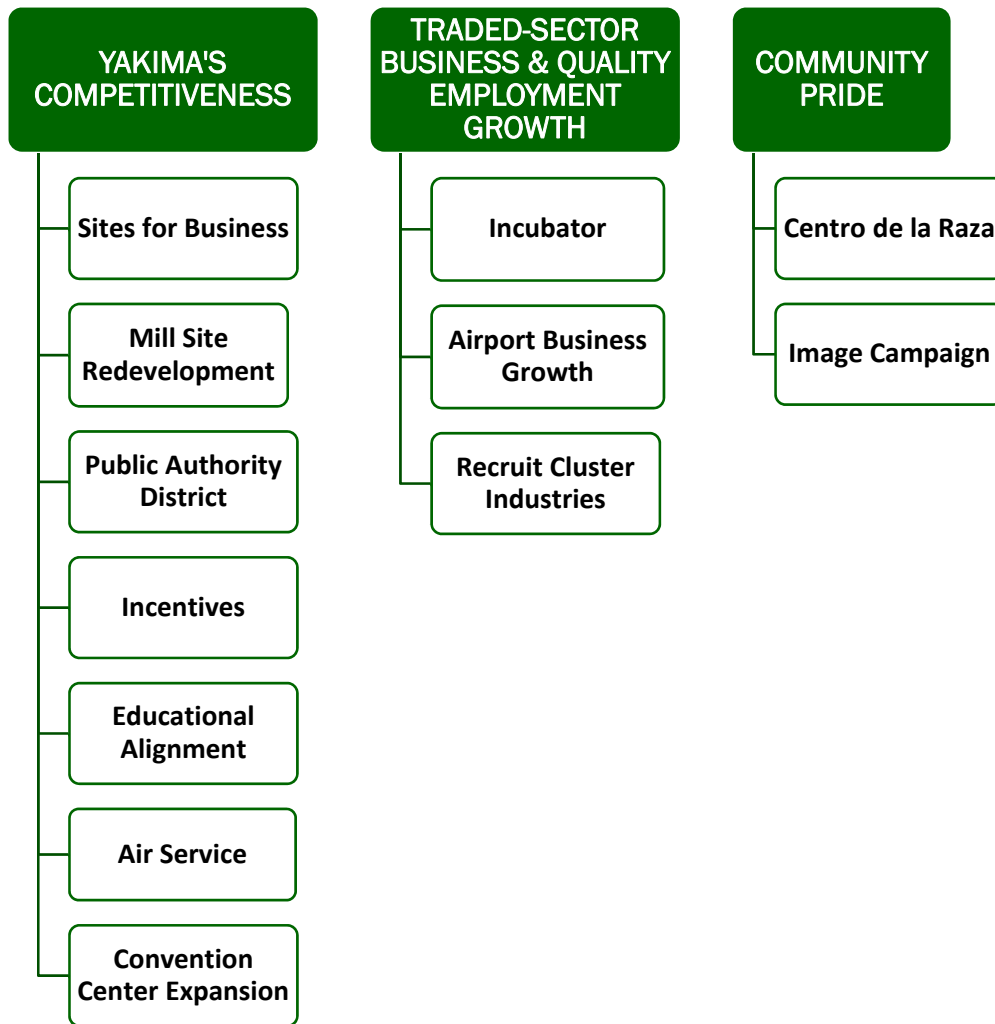 YAKIMA'S
COMPETITIVENESS
Sites for Business
Mill Site
Redevelopment
Public Authority
District
Incentives
Educational
Alignment
Air Service
Convention
Center Expansion
TRADED-SECTOR
BUSINESS & QUALITY
EMPLOYMENT
GROWTH
Incubator
Airport Business
Growth
Recruit Cluster
Industries
COMMUNITY
PRIDE
Centro de la Raza
Image Campaign